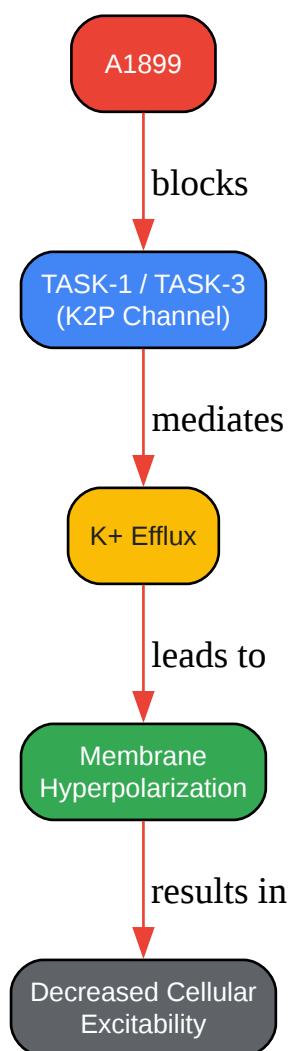 A1899
blocks
TASK-1 / TASK-3
(K2P Channel)
mediates
K+ Efflux
leads to
Membrane
Hyperpolarization
results in
Decreased Cellular
Excitability